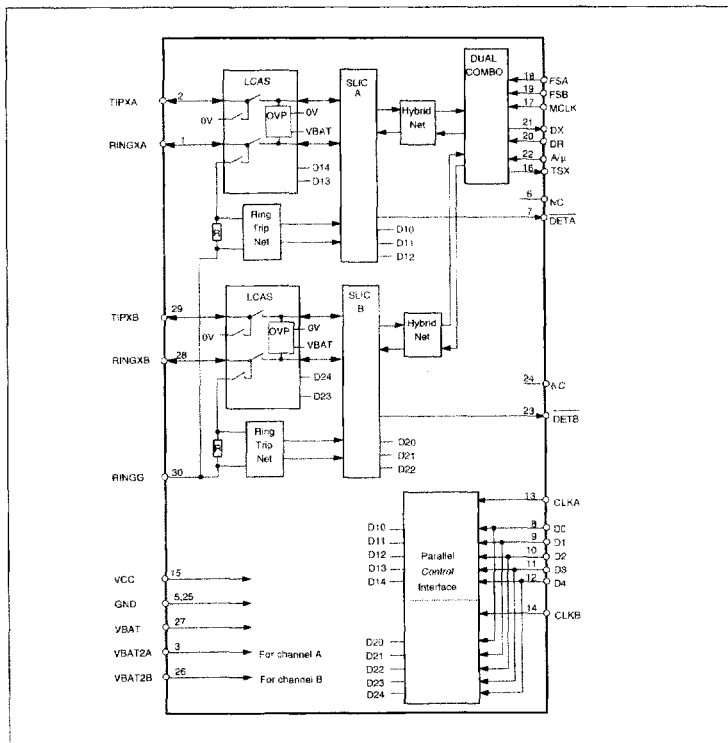 LCAS
SLIC
A
DUAL
COMBO
TIPXA
2
0V
OVP
0V
VBAT
RINGXA
1
D14
D13
Hybrid
Net
18
FSA
19
FSB
17
MCLK
21
DX
20
DR
22
A/µ
16
TSX
6
NC
7
DETA
Ring
Trip
Net
R
D10
D11
D12
TIPXB
29
LCAS
SLIC
B
0V
OVP
0V
VBAT
RINGXB
28
D24
D23
Hybrid
Net
24
NC
23
DETB
Ring
Trip
Net
R
D20
D21
D22
RINGG
30
13
CLKA
D10
D11
D12
D13
D14
Parallel
Control
Interface
8
D0
9
D1
10
D2
11
D3
12
D4
14
CLKB
D20
D21
D22
D23
D24
VCC
15
GND
5,25
VBAT
27
VBAT2A
3
For channel A
VBAT2B
26
For channel B